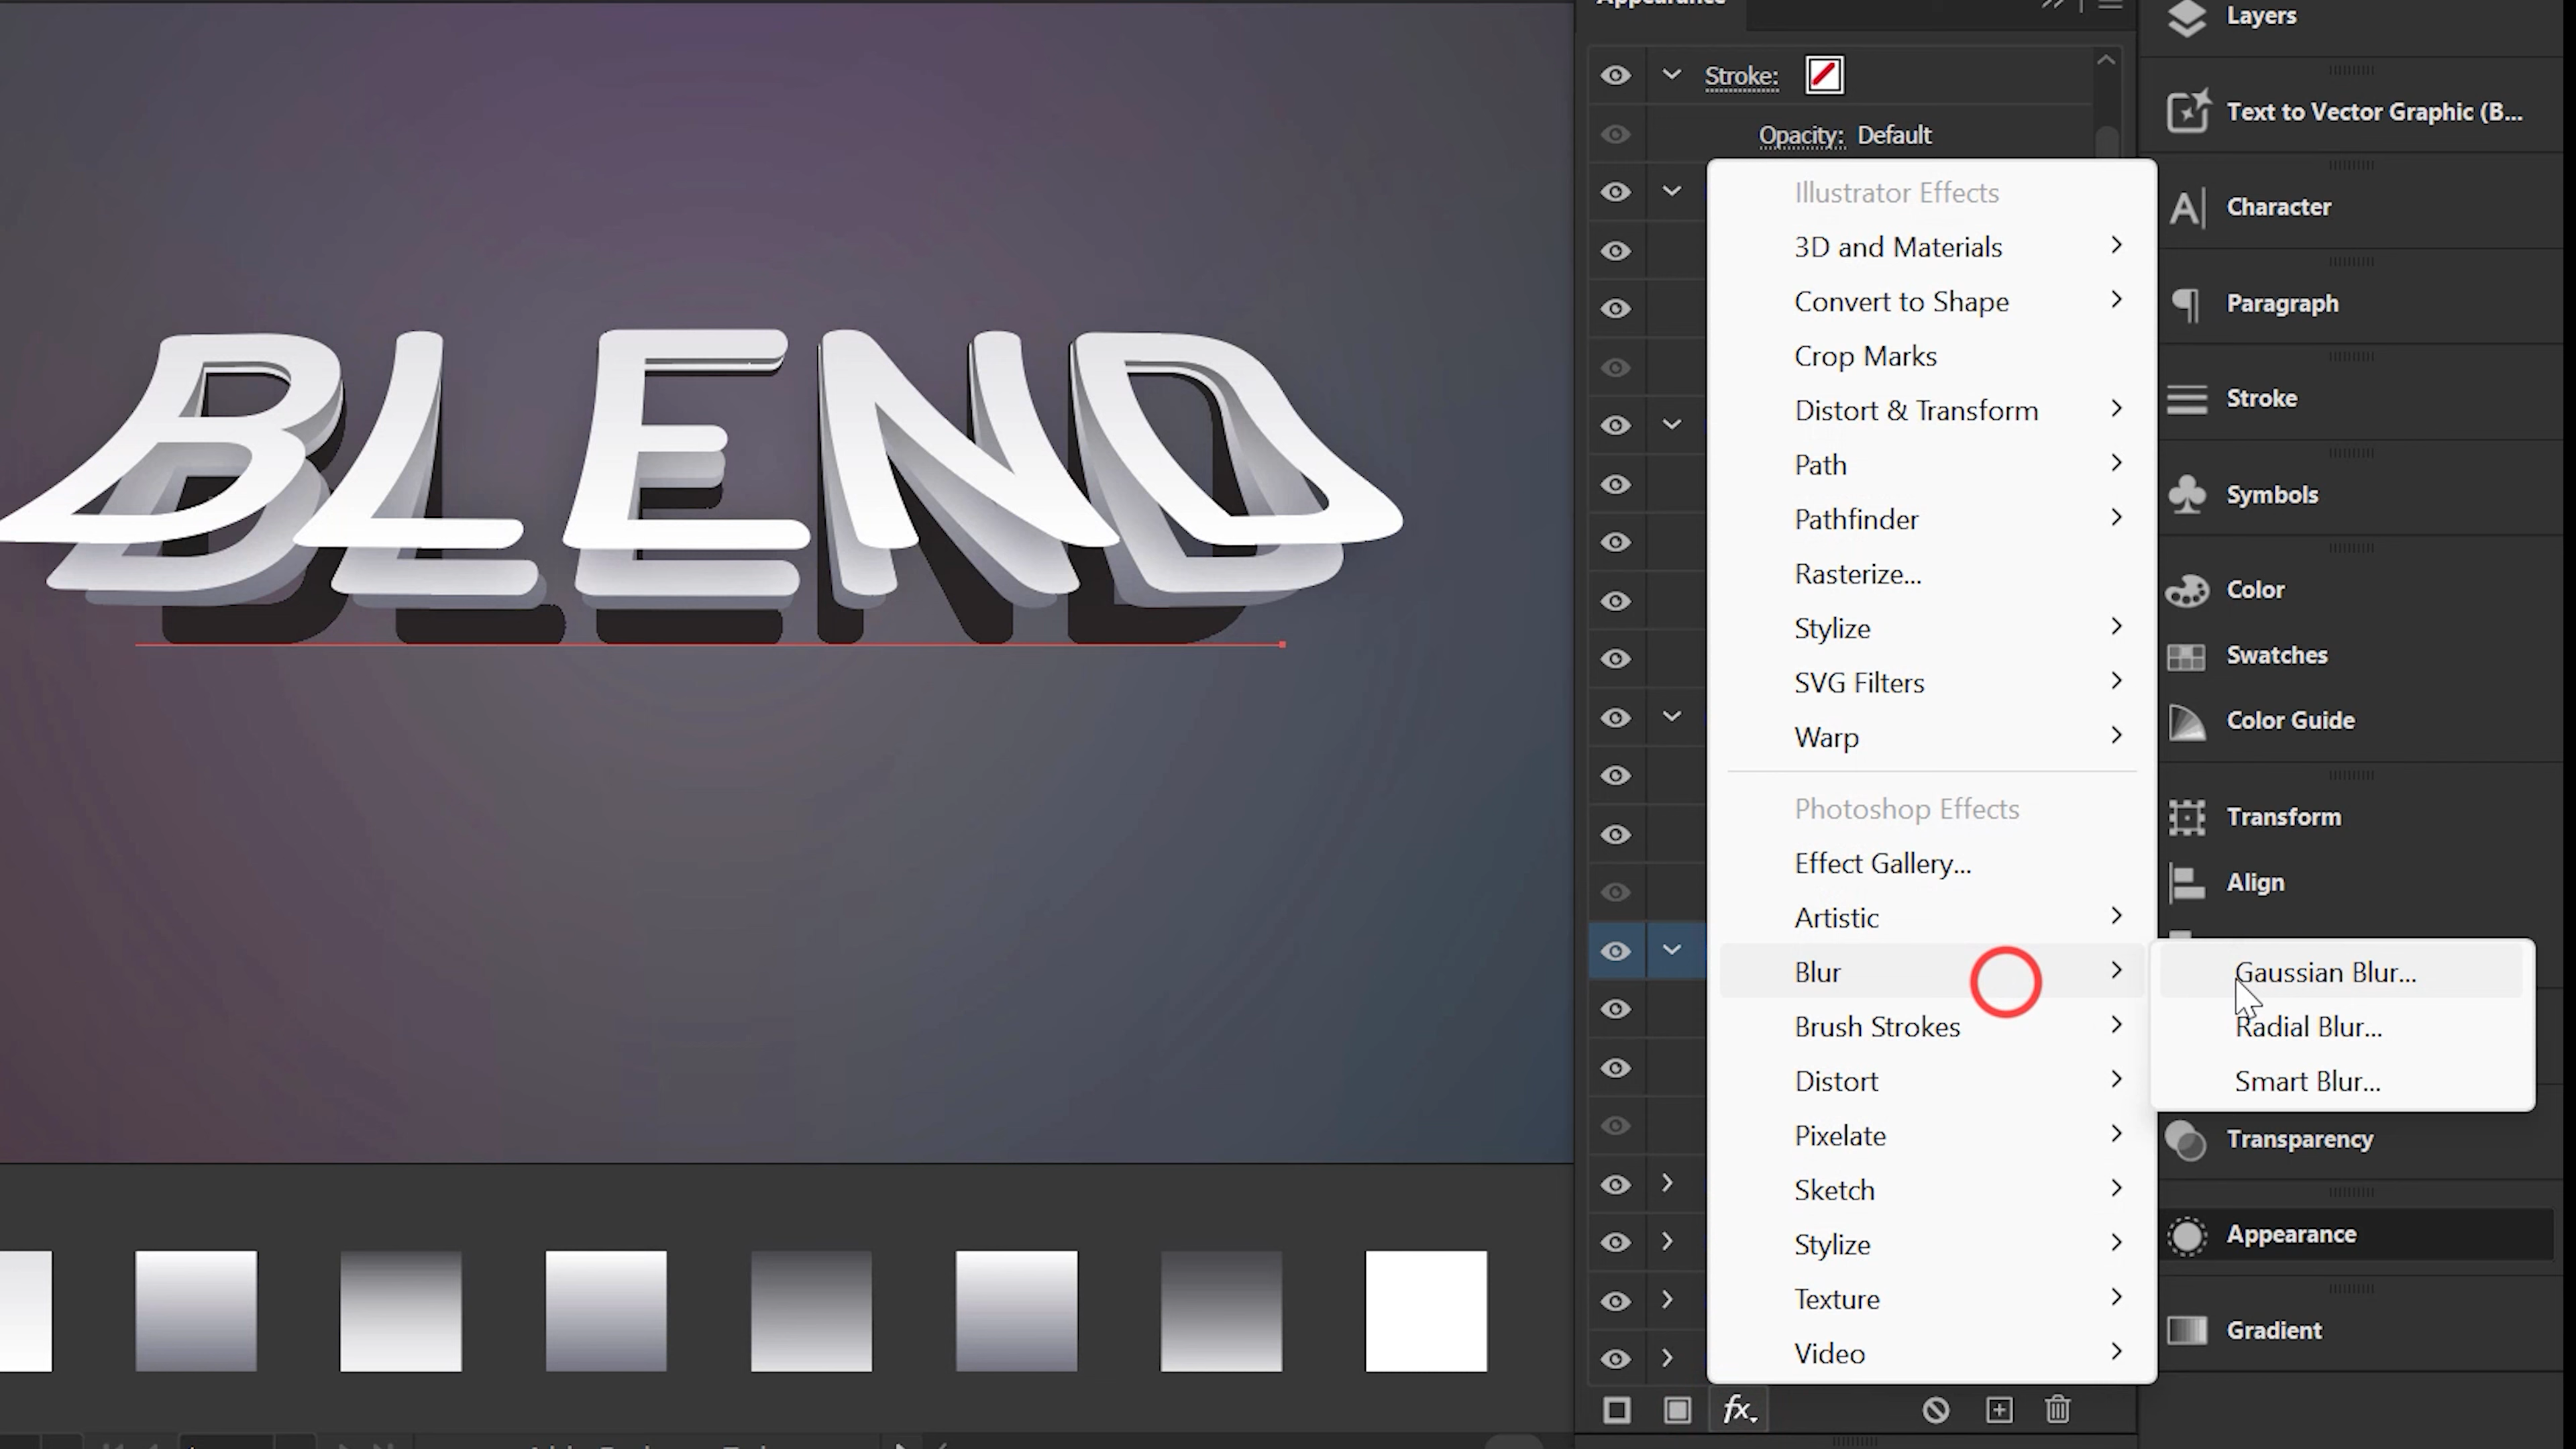 Appearance
Layers
Stroke:
Opacity: Default
Text to Vector Graphic (B...
Illustrator Effects
3D and Materials
Convert to Shape
Crop Marks
Distort & Transform
Path
Pathfinder
Rasterize...
Stylize
SVG Filters
Warp
Photoshop Effects
Effect Gallery...
Artistic
Blur
Brush Strokes
Distort
Pixelate
Sketch
Stylize
Texture
Video
Gaussian Blur...
Radial Blur...
Smart Blur...
Character
Paragraph
Stroke
Symbols
Color
Swatches
Color Guide
Transform
Align
Transparency
Appearance
Gradient
BLEND
fx